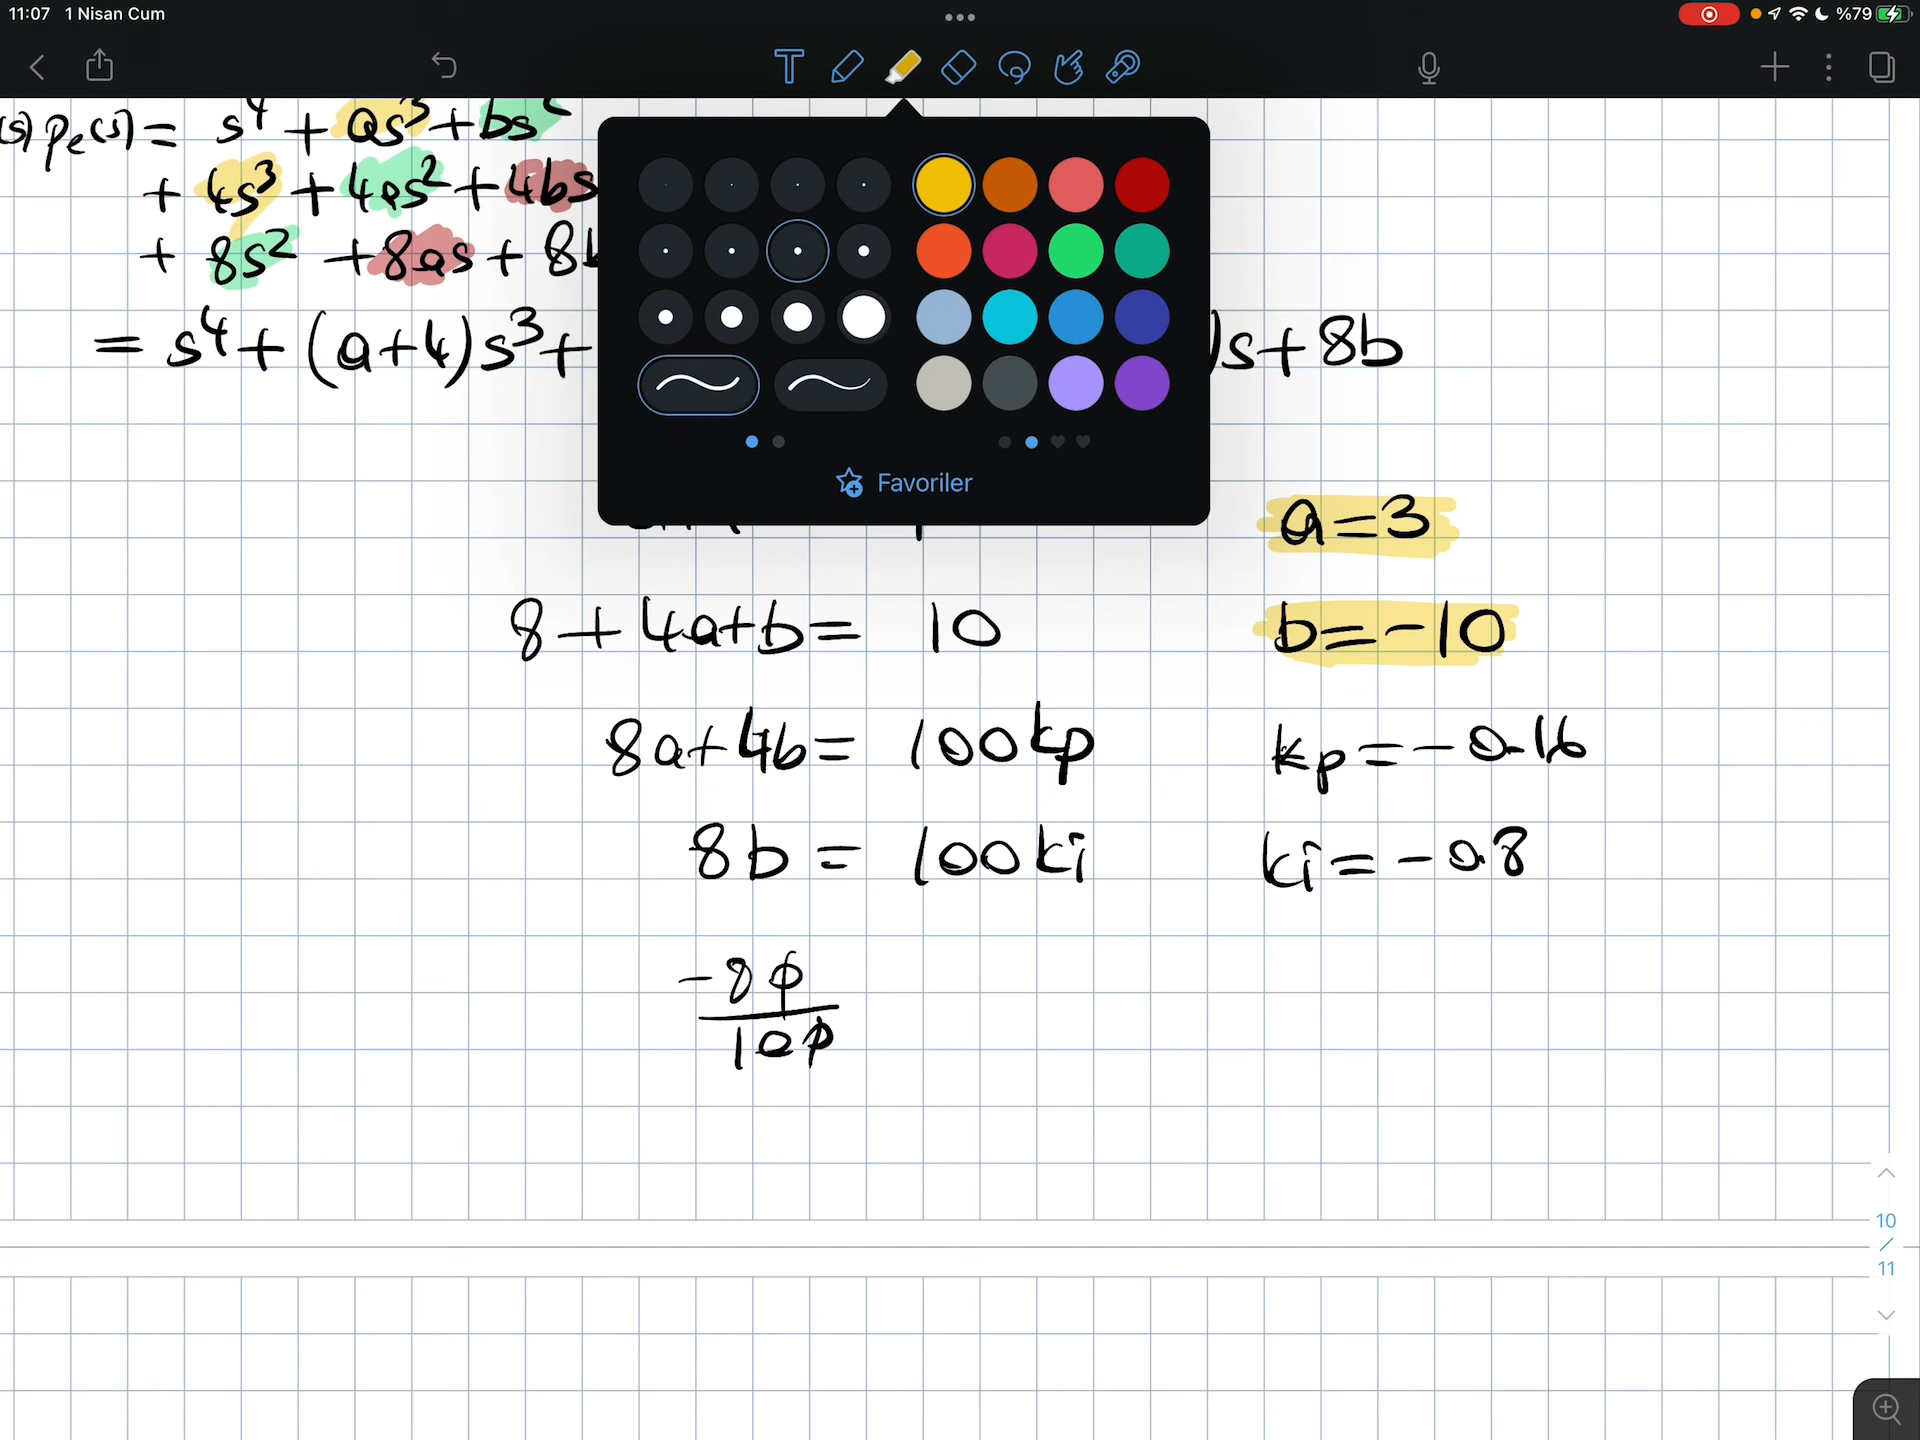 11:07 1 Nisan Cum
%79
(s) pₑ(s) = s⁴ + as³ + bs²
+ 4s³ + 4as² + 4bs
+ 8s² + 8as + 8b
= s⁴ + (a+4)s³ +
)s + 8b
Favoriler
a=3
8+4a+b= 10
b=-10
8a+4b= 100kp
kp=-0.16
8b = 100ki
ki=-0.8
-80
100
10
/
11